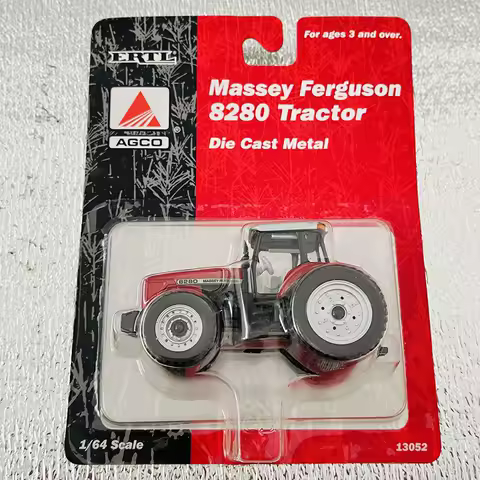 For ages 3 and over.
ERTL
Massey Ferguson
8280 Tractor
Die Cast Metal
AGCO
®
8280
1/64 Scale
13052